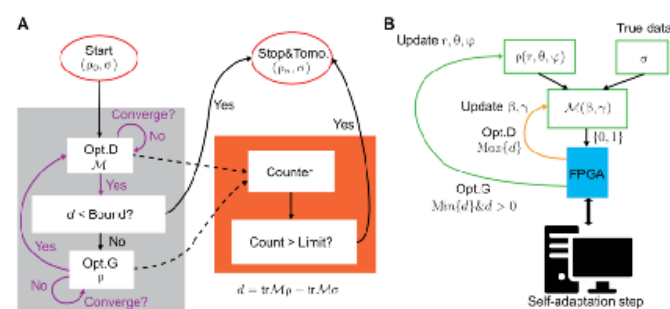 A
Start
(ρ₀, σ)
Stop&Tomo.
(ρₙ, σ)
Converge?
No
Opt.D
ℳ
Yes
Yes
Yes
d < Bound?
Counter
No
Yes
Opt.G
ρ
No
Converge?
Count > Limit?
d = trℳρ − trℳσ
B
True data
Update r, θ, φ
ρ(r, θ, φ)
σ
Update β, γ
ℳ(β, γ)
Opt.D
Max{d}
{0, 1}
FPGA
Opt.G
Min{d}&d > 0
Self-adaptation step